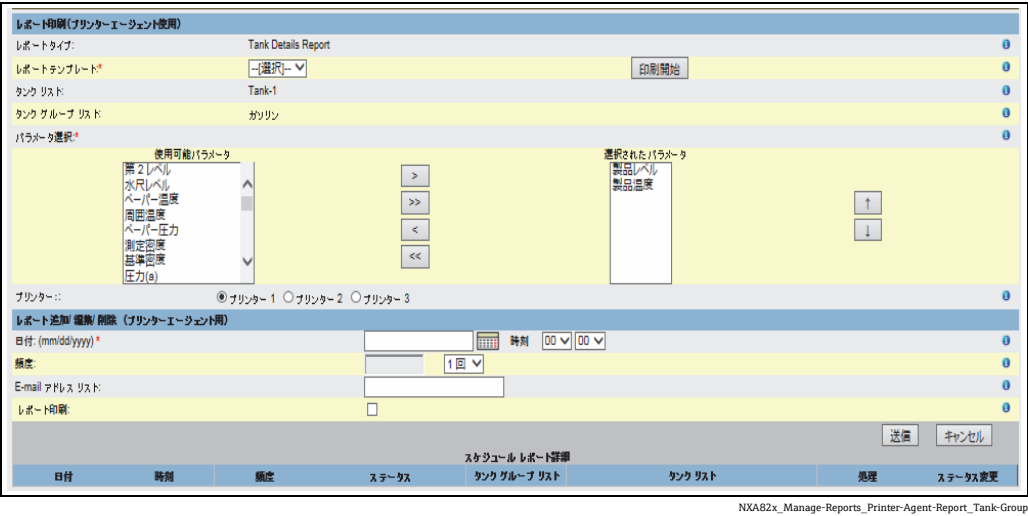 レポート印刷(プリンターエージェント使用)
レポートタイプ: Tank Details Report
レポートテンプレート:* --[選択]-- 印刷開始
タンク リスト: Tank-1
タンク グループ リスト: ガソリン
パラメータ選択:*
使用可能パラメータ 選択されたパラメータ
第2レベル > 製品レベル
水尺レベル 製品温度
ベーパー温度 >> ↑
周囲温度
ベーパー圧力 < ↓
測定密度
基準密度 <<
圧力(a)
プリンター:: プリンター 1 プリンター 2 プリンター 3
レポート追加/ 編集/ 削除 (プリンターエージェント用)
日付: (mm/dd/yyyy) * 時刻 00 00
頻度: 1 回
E-mail アドレス リスト:
レポート印刷:
送信 キャンセル
スケジュール レポート詳細
日付 時刻 頻度 ステータス タンク グループ リスト タンク リスト 処理 ステータス変更
NXA82x_Manage-Reports_Printer-Agent-Report_Tank-Group